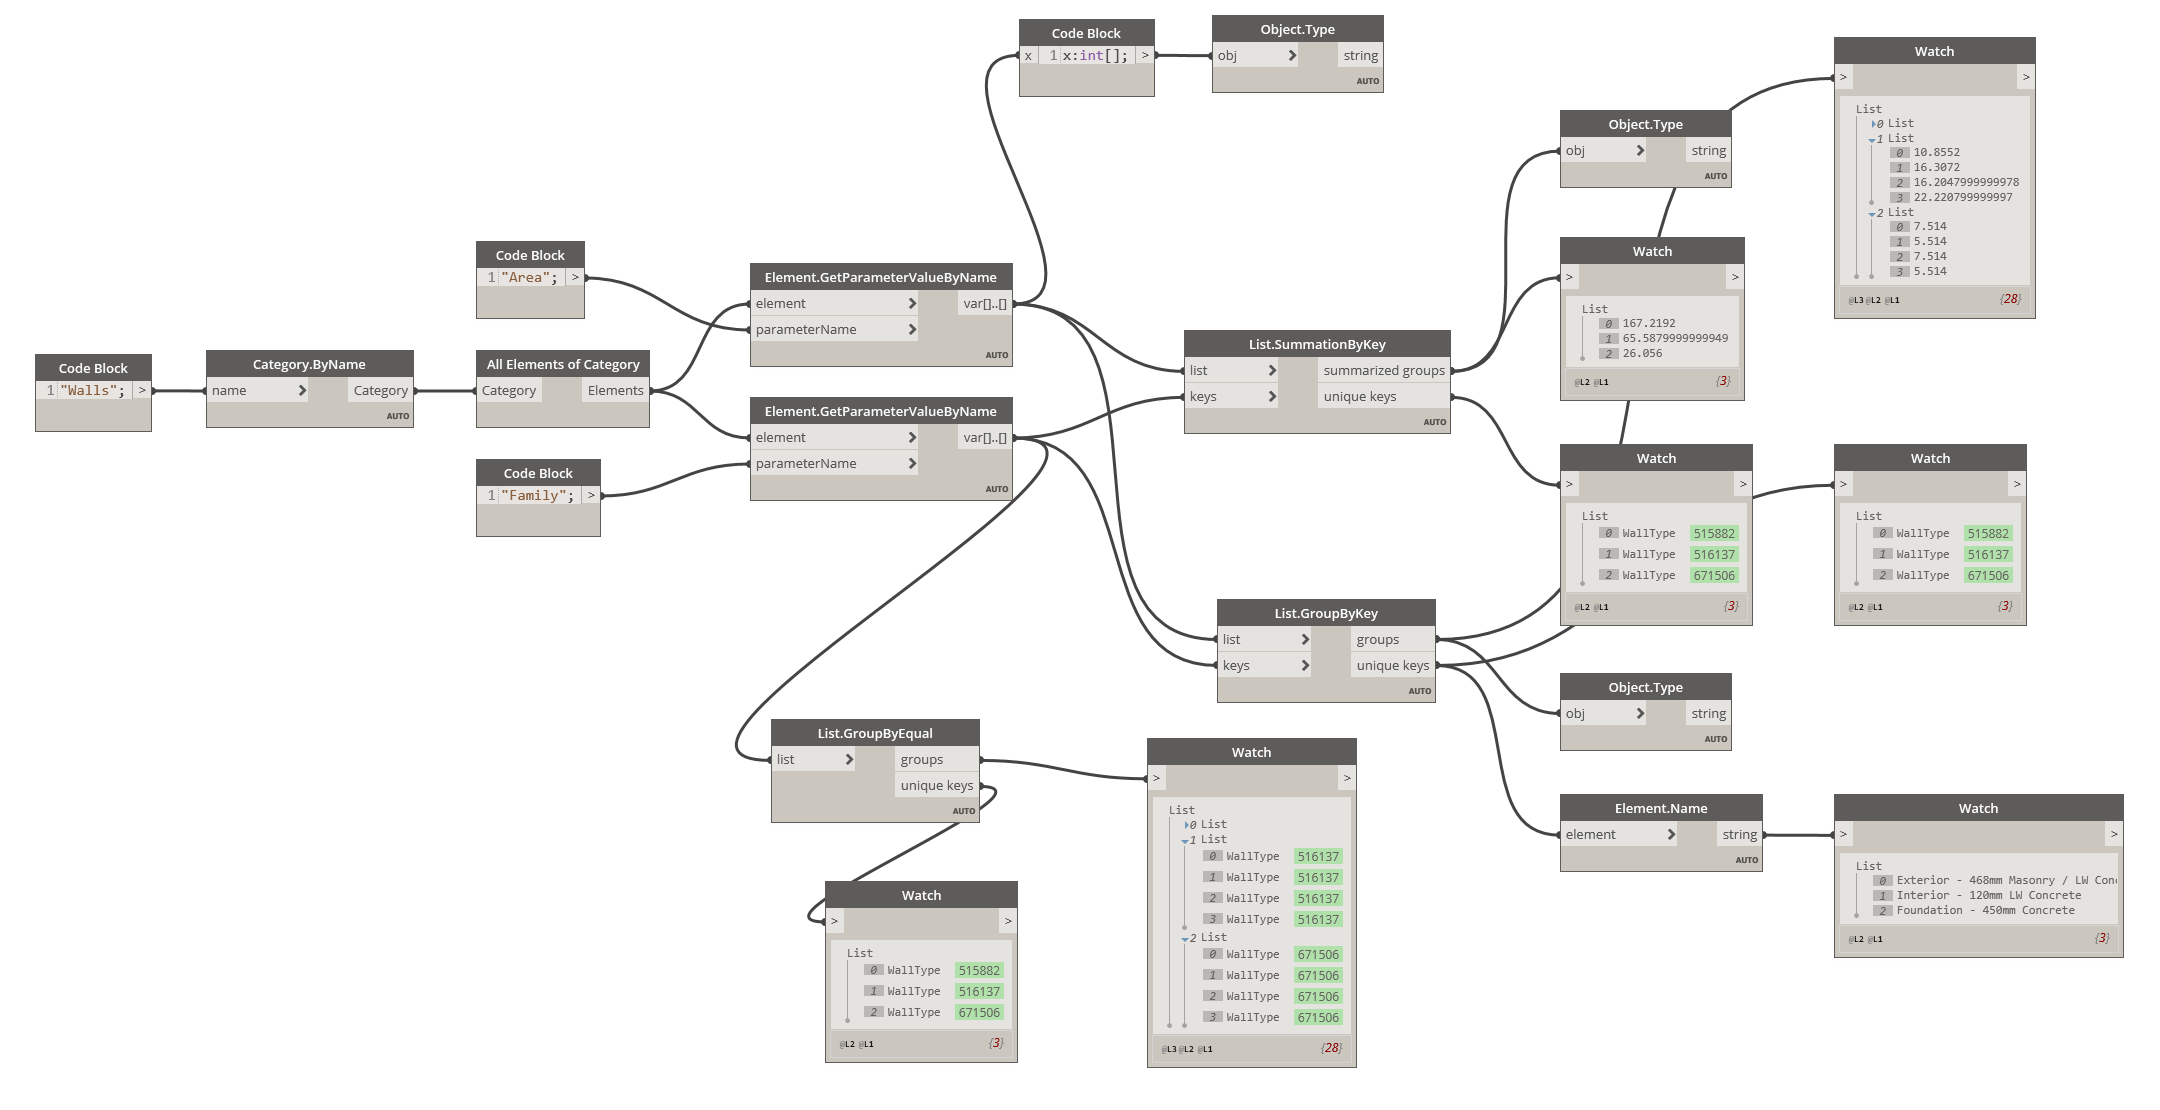 Code Block
1 "Walls"; >
Category.ByName
name > Category
AUTO
Code Block
1 "Area"; >
All Elements of Category
Category Elements
Code Block
1 "Family"; >
Element.GetParameterValueByName
element > var[]..[]
parameterName >
AUTO
Element.GetParameterValueByName
element > var[]..[]
parameterName >
AUTO
Code Block
x 1 x:int[]; >
Object.Type
obj > string
AUTO
List.SummationByKey
list > summarized groups
keys > unique keys
AUTO
List.GroupByKey
list > groups
keys > unique keys
AUTO
List.GroupByEqual
list > groups
unique keys
AUTO
Watch
> >
List
0 WallType 515882
1 WallType 516137
2 WallType 671506
@L2 @L1 {3}
Watch
> >
List
0 List
1 List
0 WallType 516137
1 WallType 516137
2 WallType 516137
3 WallType 516137
2 List
0 WallType 671506
1 WallType 671506
2 WallType 671506
3 WallType 671506
@L3 @L2 @L1 {28}
Object.Type
obj > string
AUTO
Watch
> >
List
0 167.2192
1 65.5879999999949
2 26.056
@L2 @L1 {3}
Watch
> >
List
0 WallType 515882
1 WallType 516137
2 WallType 671506
@L2 @L1 {3}
Object.Type
obj > string
AUTO
Element.Name
element > string
AUTO
Watch
> >
List
0 List
1 List
0 10.8552
1 16.3072
2 16.2047999999978
3 22.220799999997
2 List
0 7.514
1 5.514
2 7.514
3 5.514
@L3 @L2 @L1 {28}
Watch
> >
List
0 WallType 515882
1 WallType 516137
2 WallType 671506
@L2 @L1 {3}
Watch
> >
List
0 Exterior - 468mm Masonry / LW Con
1 Interior - 120mm LW Concrete
2 Foundation - 450mm Concrete
@L2 @L1 {3}